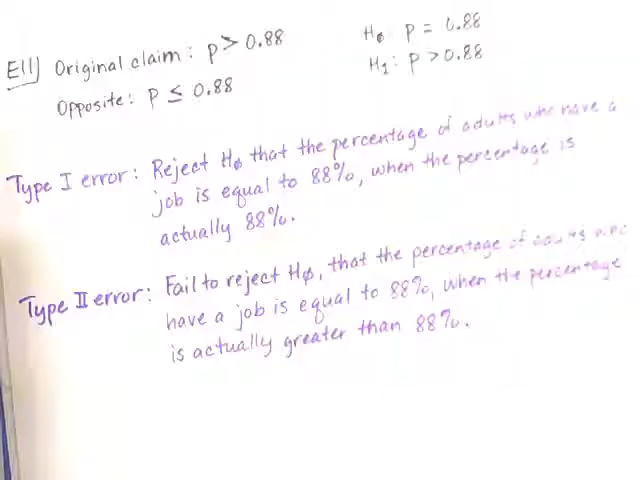 E11) Original claim: p > 0.88
Opposite: p ≤ 0.88
H∅ p = 0.88
H1: p > 0.88
Type I error: Reject H∅ that the percentage of adults who have a
job is equal to 88%, when the percentage is
actually 88%.
Type II error: Fail to reject H∅, that the percentage of adults who
have a job is equal to 88%, when the percentage
is actually greater than 88%.